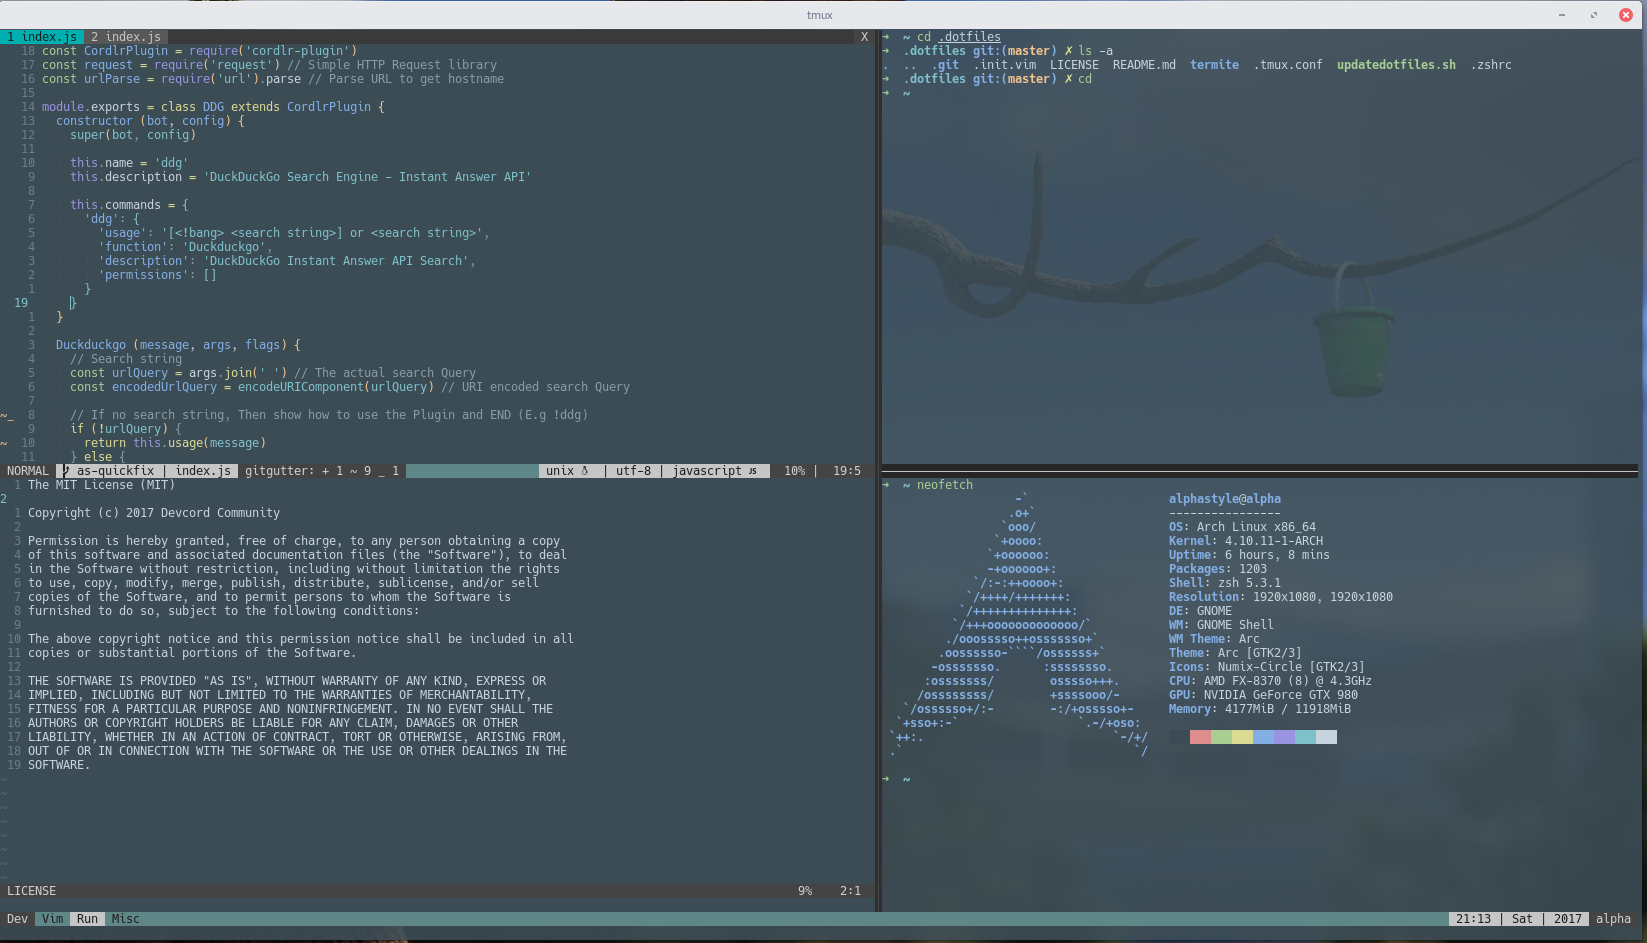 tmux
1 index.js  2 index.js X
18 const CordlrPlugin = require('cordlr-plugin')
17 const request = require('request') // Simple HTTP Request library
16 const urlParse = require('url').parse // Parse URL to get hostname
15
14 module.exports = class DDG extends CordlrPlugin {
13   constructor (bot, config) {
12     super(bot, config)
11
10     this.name = 'ddg'
9     this.description = 'DuckDuckGo Search Engine - Instant Answer API'
8
7     this.commands = {
6       'ddg': {
5         'usage': '[<!bang> <search string>] or <search string>',
4         'function': 'Duckduckgo',
3         'description': 'DuckDuckGo Instant Answer API Search',
2         'permissions': []
1       }
19     }
1   }
2
3   Duckduckgo (message, args, flags) {
4     // Search string
5     const urlQuery = args.join(' ') // The actual search Query
6     const encodedUrlQuery = encodeURIComponent(urlQuery) // URI encoded search Query
7
~_ 8     // If no search string, Then show how to use the Plugin and END (E.g !ddg)
9     if (!urlQuery) {
~ 10       return this.usage(message)
11     } else {
NORMAL as-quickfix | index.js gitgutter: + 1 ~ 9 _ 1 unix | utf-8 | javascript 10% | 19:5
1 The MIT License (MIT)
2
1 Copyright (c) 2017 Devcord Community
2
3 Permission is hereby granted, free of charge, to any person obtaining a copy
4 of this software and associated documentation files (the "Software"), to deal
5 in the Software without restriction, including without limitation the rights
6 to use, copy, modify, merge, publish, distribute, sublicense, and/or sell
7 copies of the Software, and to permit persons to whom the Software is
8 furnished to do so, subject to the following conditions:
9
10 The above copyright notice and this permission notice shall be included in all
11 copies or substantial portions of the Software.
12
13 THE SOFTWARE IS PROVIDED "AS IS", WITHOUT WARRANTY OF ANY KIND, EXPRESS OR
14 IMPLIED, INCLUDING BUT NOT LIMITED TO THE WARRANTIES OF MERCHANTABILITY,
15 FITNESS FOR A PARTICULAR PURPOSE AND NONINFRINGEMENT. IN NO EVENT SHALL THE
16 AUTHORS OR COPYRIGHT HOLDERS BE LIABLE FOR ANY CLAIM, DAMAGES OR OTHER
17 LIABILITY, WHETHER IN AN ACTION OF CONTRACT, TORT OR OTHERWISE, ARISING FROM,
18 OUT OF OR IN CONNECTION WITH THE SOFTWARE OR THE USE OR OTHER DEALINGS IN THE
19 SOFTWARE.
~
~
~
~
~
~
~
~
LICENSE 9% 2:1
➜ ~ cd .dotfiles
➜ .dotfiles git:(master) ✗ ls -a
. .. .git .init.vim LICENSE README.md termite .tmux.conf updatedotfiles.sh .zshrc
➜ .dotfiles git:(master) ✗ cd
➜ ~
➜ ~ neofetch
-`
.o+`
`ooo/
`+oooo:
`+oooooo:
-+oooooo+:
`/:-:++oooo+:
`/++++/+++++++:
`/++++++++++++++:
`/+++ooooooooooooo/`
./ooosssso++osssssso+`
.oossssso-````/ossssss+`
-osssssso.      :ssssssso.
:osssssss/        osssso+++.
/ossssssss/        +ssssooo/-
`/ossssso+/:-        -:/+osssso+-
`+sso+:-`                 `.-/+oso:
`++:.                           `-/+/
.`                                 `/
alphastyle@alpha
----------------
OS: Arch Linux x86_64
Kernel: 4.10.11-1-ARCH
Uptime: 6 hours, 8 mins
Packages: 1203
Shell: zsh 5.3.1
Resolution: 1920x1080, 1920x1080
DE: GNOME
WM: GNOME Shell
WM Theme: Arc
Theme: Arc [GTK2/3]
Icons: Numix-Circle [GTK2/3]
CPU: AMD FX-8370 (8) @ 4.3GHz
GPU: NVIDIA GeForce GTX 980
Memory: 4177MiB / 11918MiB
➜ ~
Dev Vim Run Misc 21:13 | Sat | 2017 alpha